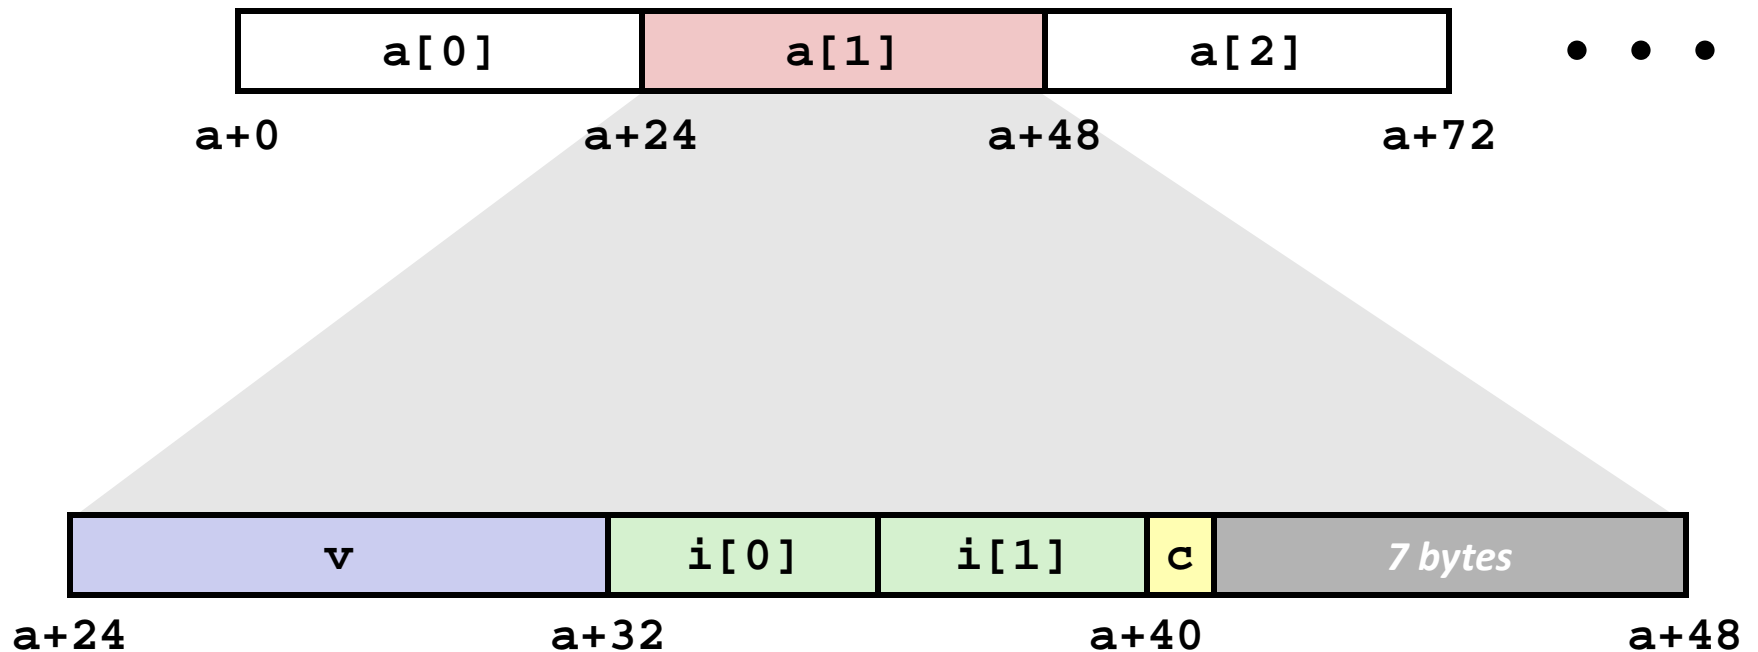 a[0] a[1] a[2] • • •
a+0 a+24 a+48 a+72
v i[0] i[1] c 7 bytes
a+24 a+32 a+40 a+48